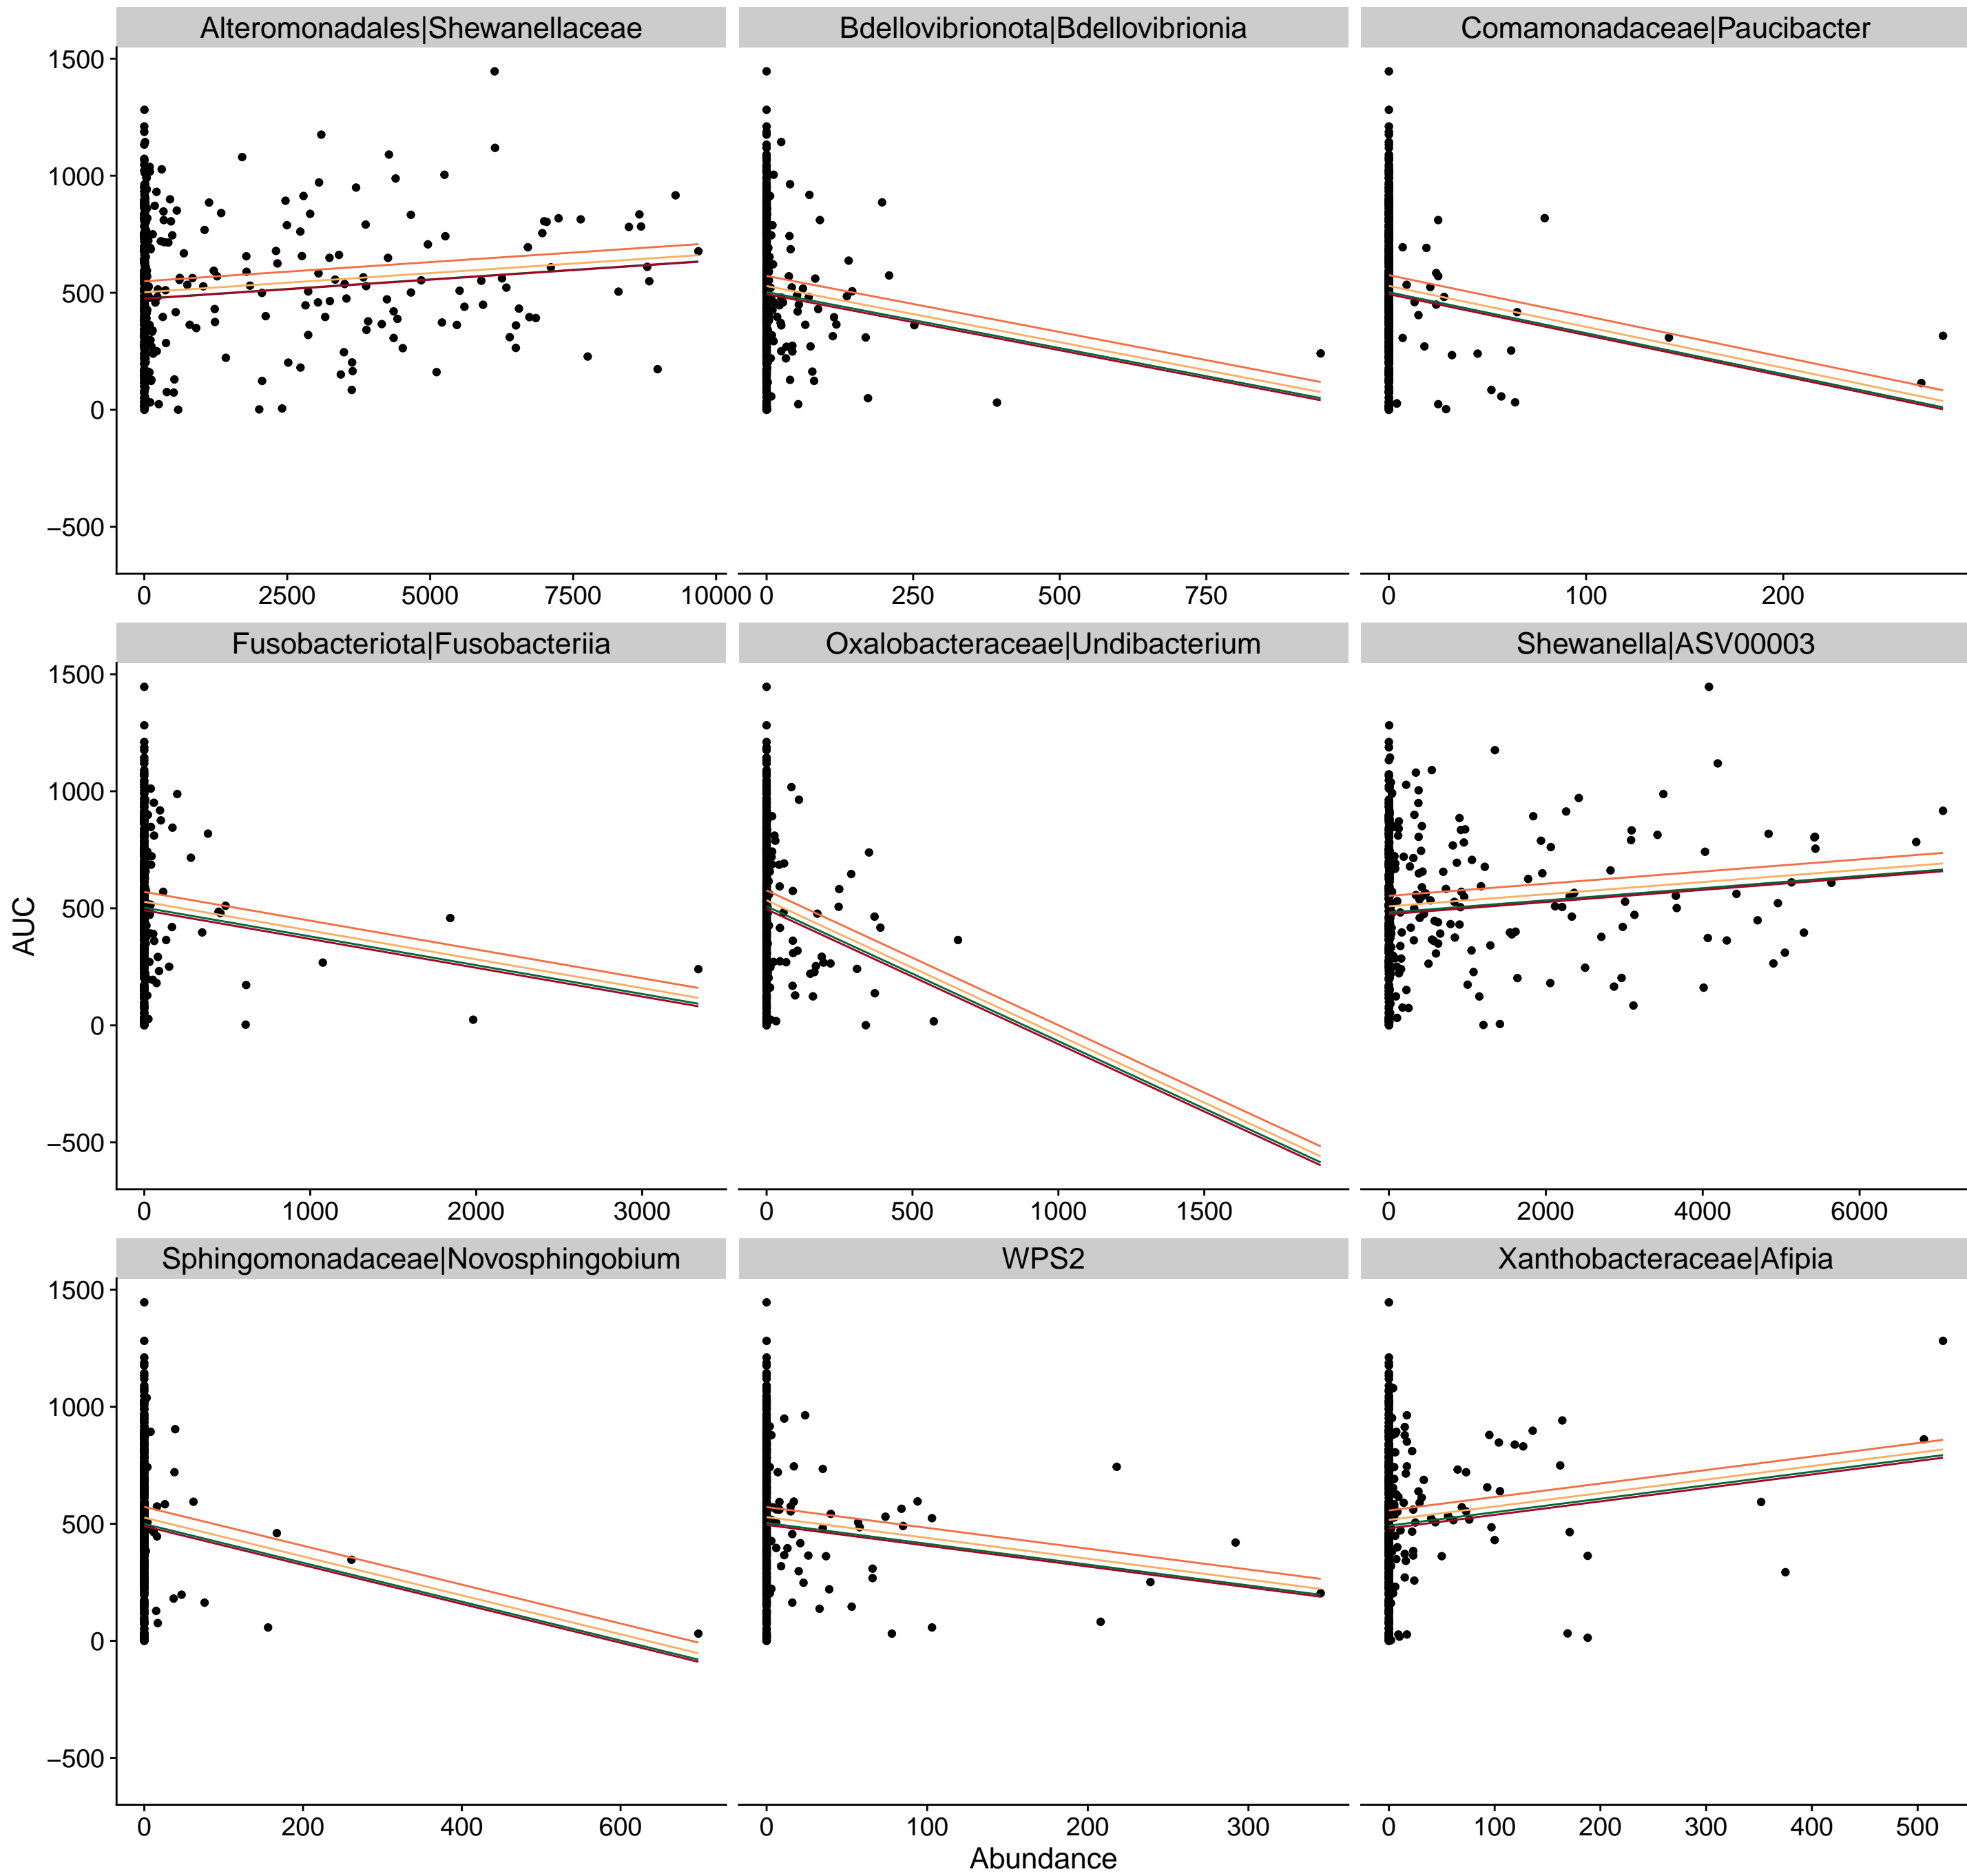 Alteromonadales|Shewanellaceae
Bdellovibrionota|Bdellovibrionia
Comamonadaceae|Paucibacter
1500
1000
500
0
−500
0 2500 5000 7500 10000
0 250 500 750
0 100 200
Fusobacteriota|Fusobacteriia
Oxalobacteraceae|Undibacterium
Shewanella|ASV00003
1500
1000
500
0
−500
AUC
0 1000 2000 3000
0 500 1000 1500
0 2000 4000 6000
Sphingomonadaceae|Novosphingobium
WPS2
Xanthobacteraceae|Afipia
1500
1000
500
0
−500
0 200 400 600
0 100 200 300
0 100 200 300 400 500
Abundance